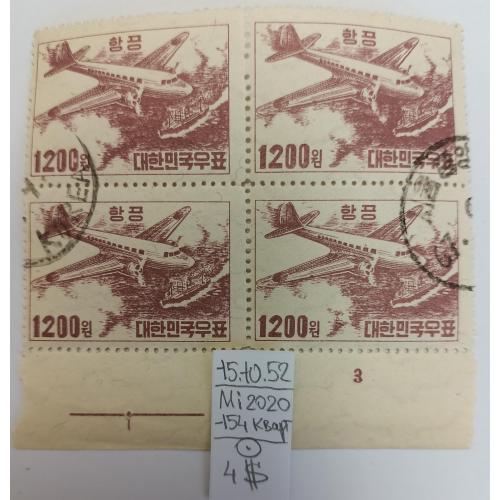 항공 항공
1200원 대한민국우표 1200원 대한민국우표
항공 항공
1200원 대한민국우표 1200원 대한민국우표
3
15.10.52
Mi 2020
-154 кварт
4$